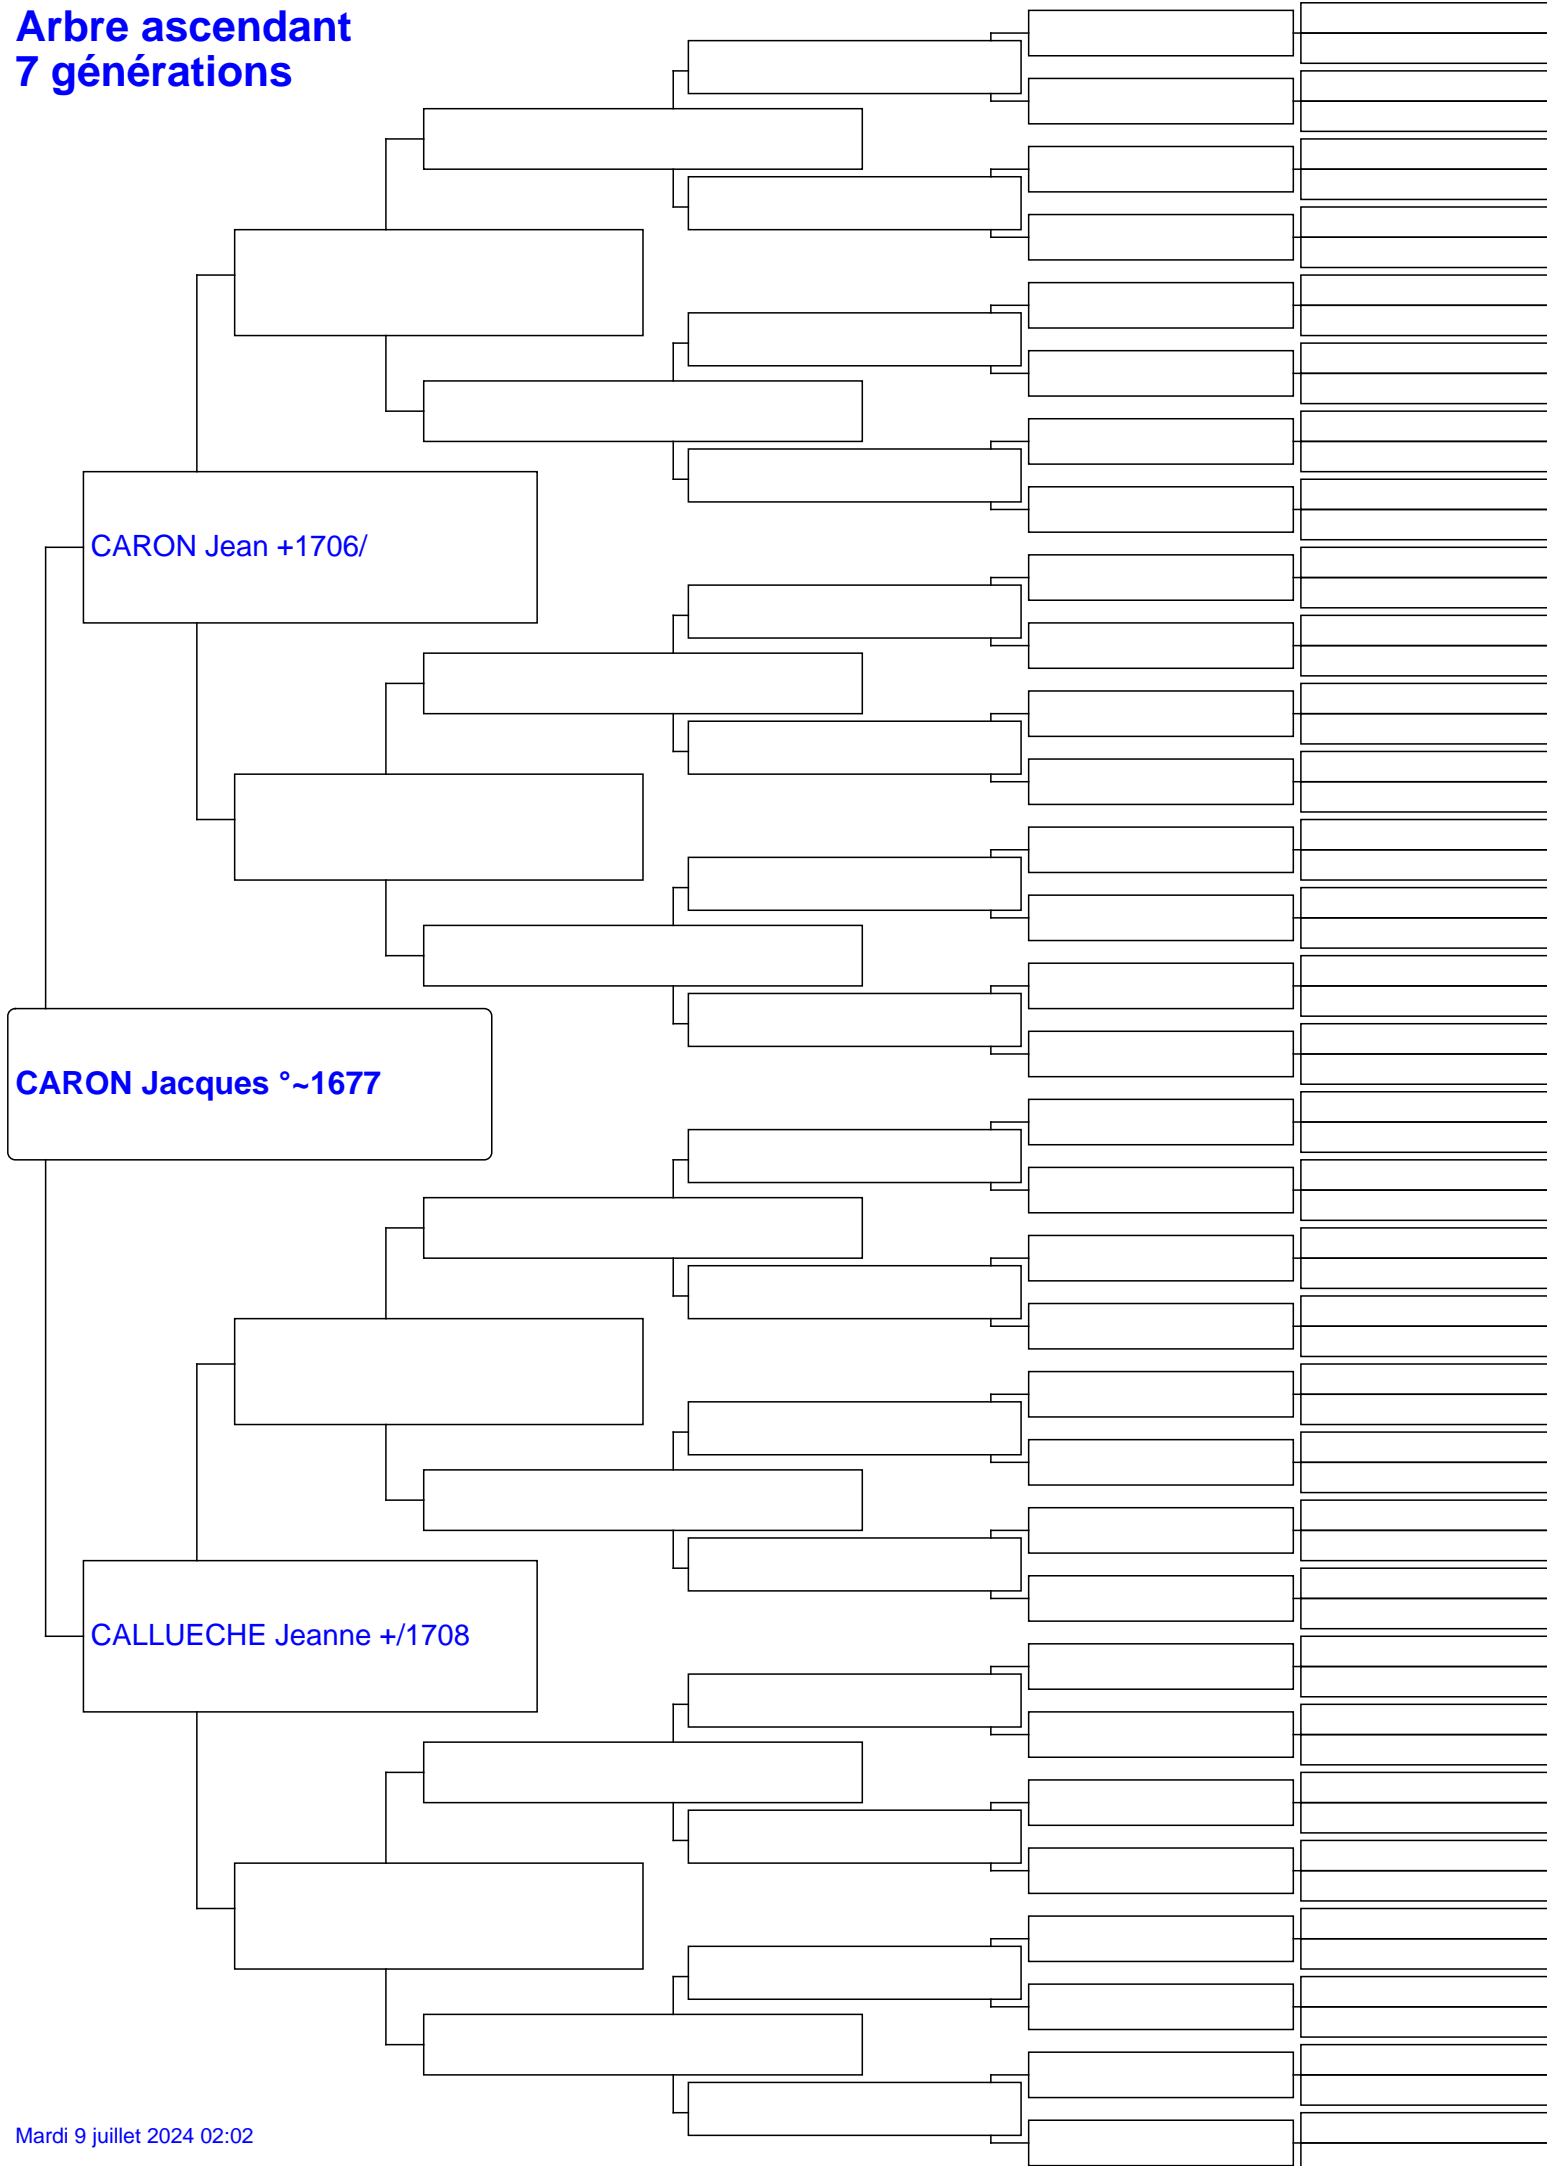 Arbre ascendant
7 générations
CARON Jean +1706/
CARON Jacques °~1677
CALLUECHE Jeanne +/1708
Mardi 9 juillet 2024 02:02